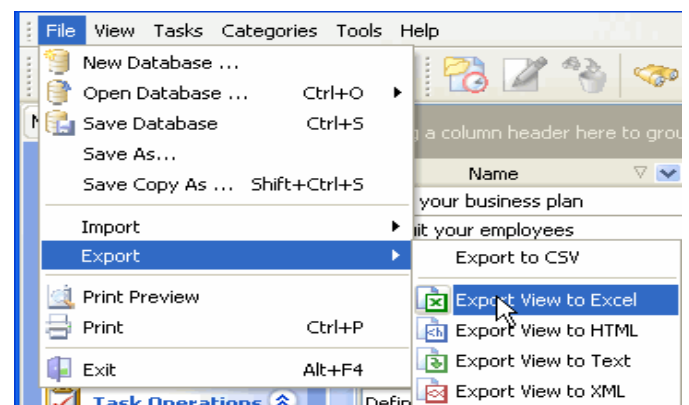 File View Tasks Categories Tools Help
New Database ...
Open Database ... Ctrl+O
Save Database Ctrl+S
a column header here to grou
Save As...
Name
Save Copy As ... Shift+Ctrl+S
your business plan
Import
it your employees
Export
Export to CSV
Print Preview
Export View to Excel
Print Ctrl+P
Export View to HTML
Exit Alt+F4
Export View to Text
Export View to XML
Task Operations
Defin